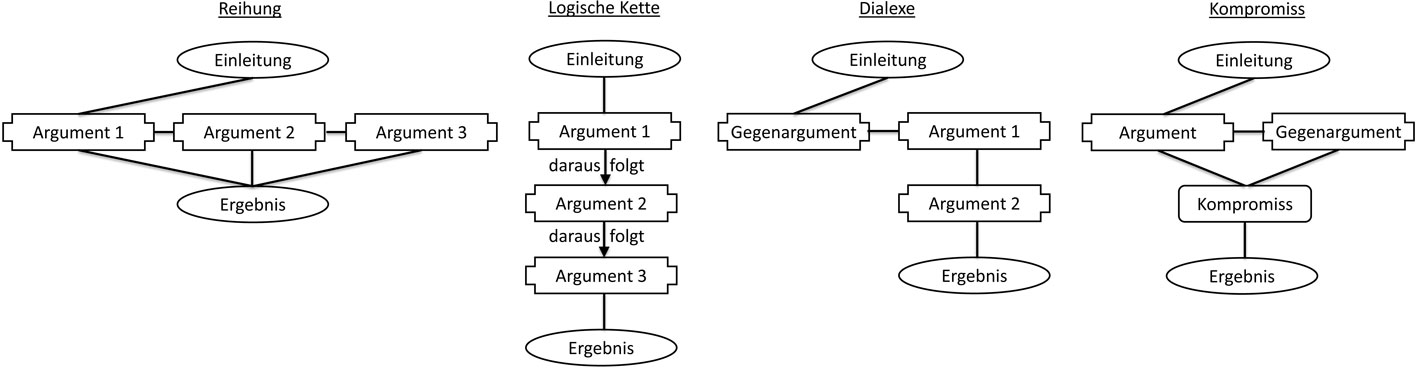 Reihung
Einleitung
Argument 1
Argument 2
Argument 3
Ergebnis
Logische Kette
Einleitung
Argument 1
daraus folgt
Argument 2
daraus folgt
Argument 3
Ergebnis
Dialexe
Einleitung
Gegenargument
Argument 1
Argument 2
Ergebnis
Kompromiss
Einleitung
Argument
Gegenargument
Kompromiss
Ergebnis